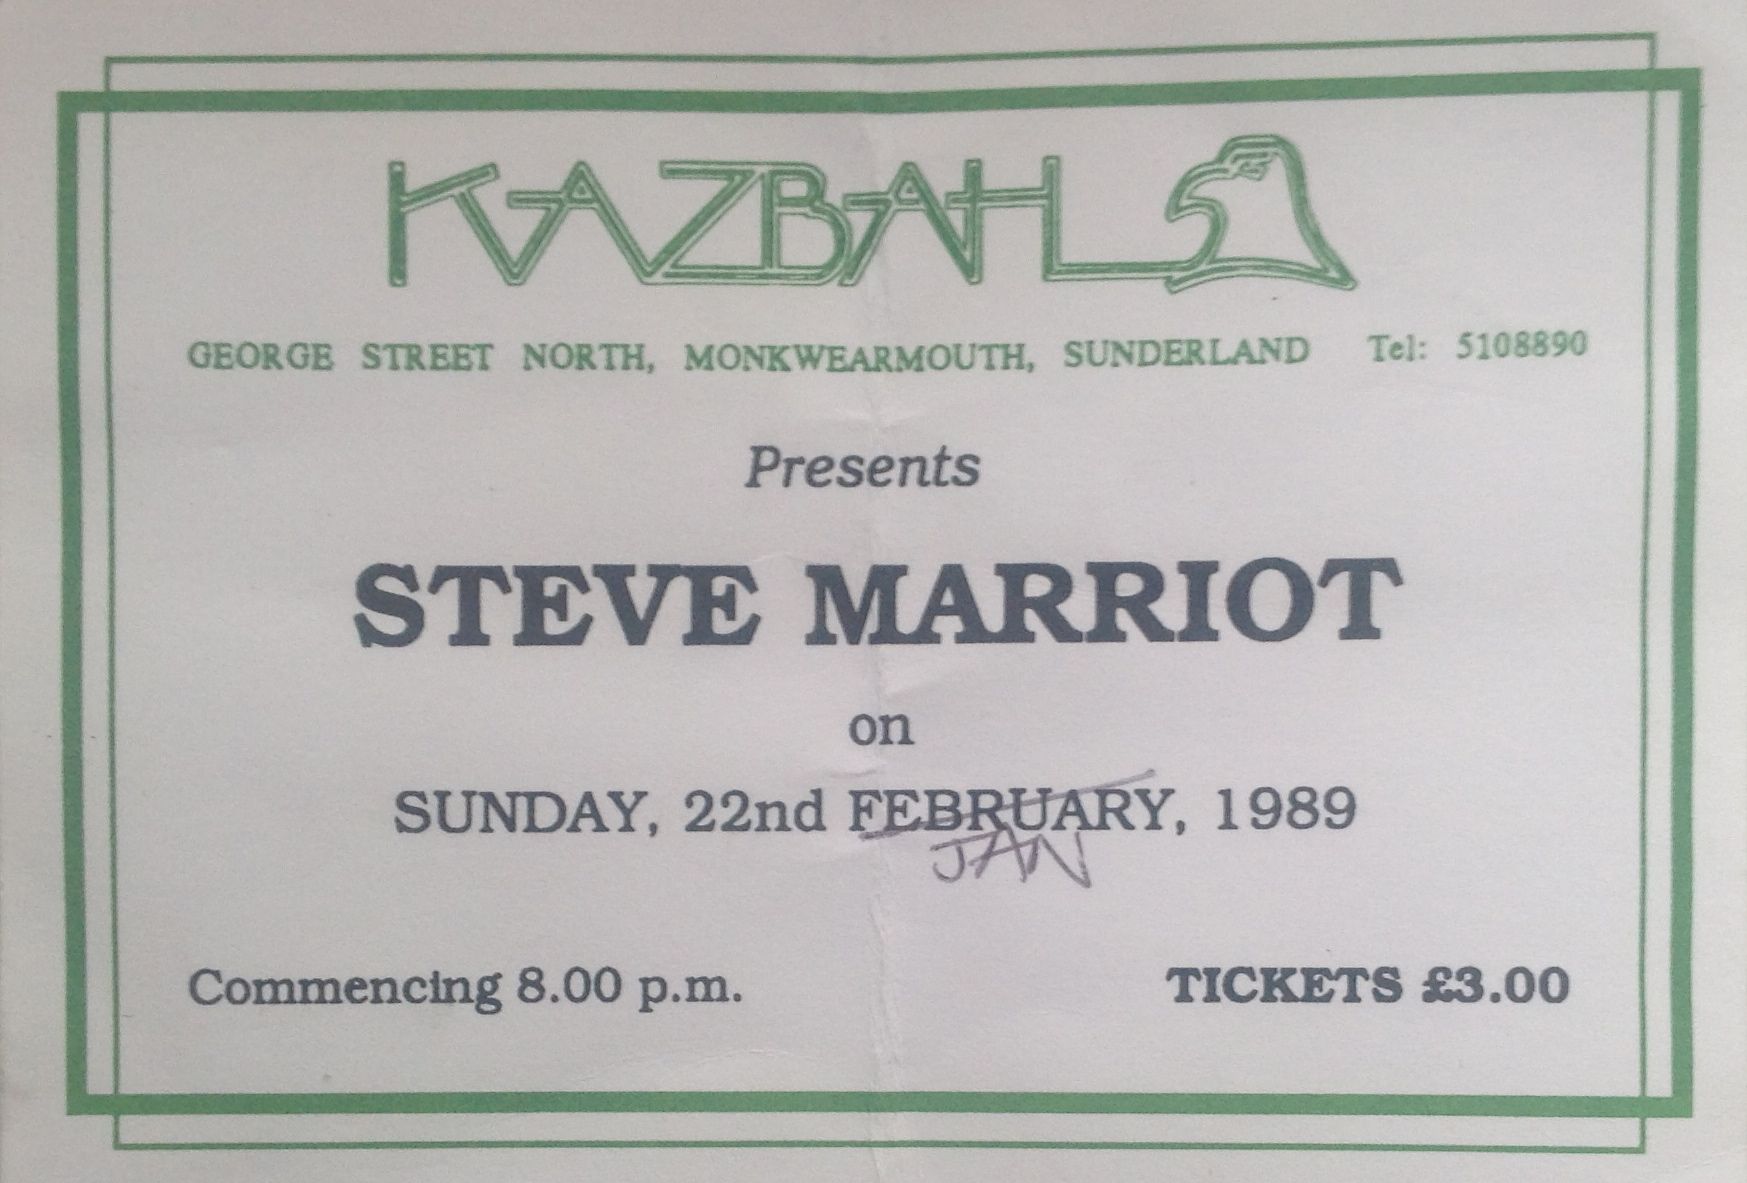 KAZBAH
GEORGE STREET NORTH, MONKWEARMOUTH, SUNDERLAND Tel: 5108890
Presents
STEVE MARRIOT
on
SUNDAY, 22nd FEBRUARY, 1989
JAN
Commencing 8.00 p.m. TICKETS £3.00